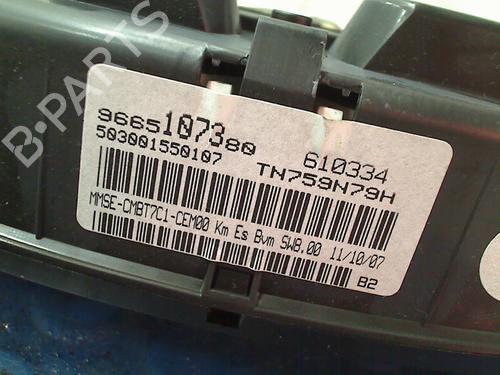 9665107380 610334
503001550107 TN759N79H
MMSE-CMBT7C1-CEM00 Km Es Bvm SW8.00 11/10/07
B2
B-PARTS